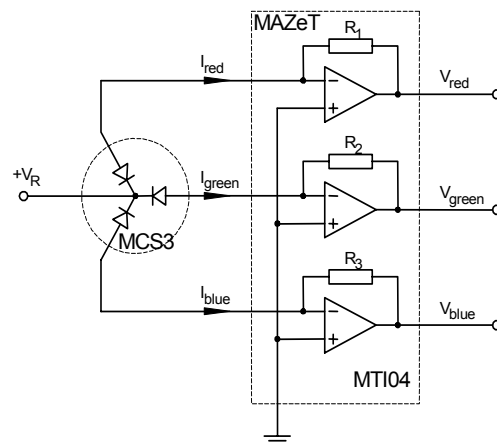 MAZeT
R1
Ired
Vred
−
+
+VR
R2
Igreen
Vgreen
−
+
MCS3
R3
Iblue
Vblue
−
+
MTI04